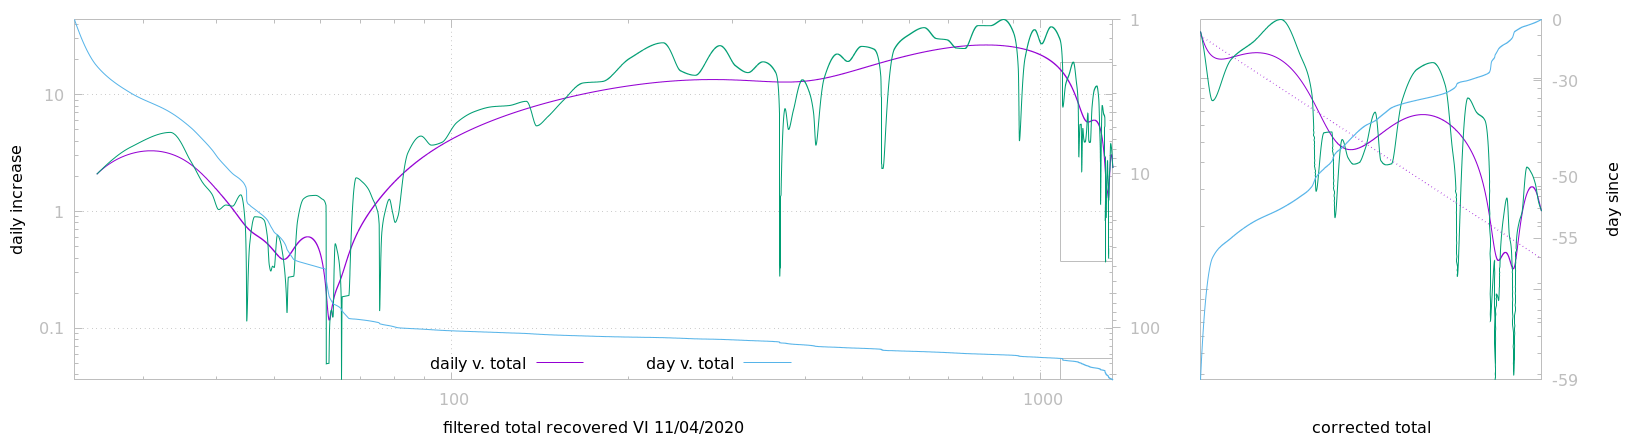 1
0
10
-30
daily increase
10
-50
day since
1
-55
0.1
100
daily v. total
day v. total
-59
100
1000
filtered total recovered VI 11/04/2020
corrected total